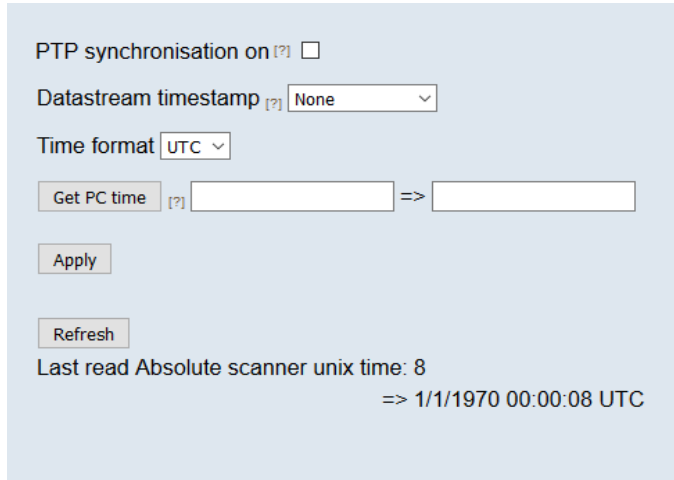 PTP synchronisation on [?]
Datastream timestamp [?] None
Time format UTC
Get PC time [?] =>
Apply
Refresh
Last read Absolute scanner unix time: 8
=> 1/1/1970 00:00:08 UTC